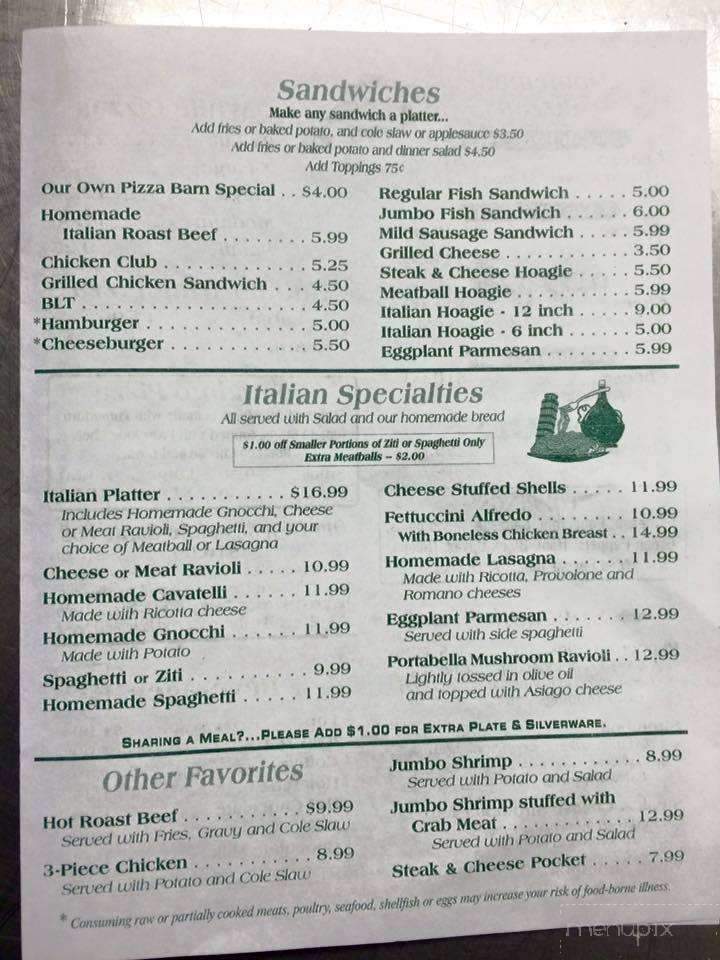 Sandwiches
Make any sandwich a platter...
Add fries or baked potato, and cole slaw or applesauce $3.50
Add fries or baked potato and dinner salad $4.50
Add Toppings 75¢
Our Own Pizza Barn Special . . $4.00
Homemade
Italian Roast Beef . . . . . . . . 5.99
Chicken Club . . . . . . . . . . . . . 5.25
Grilled Chicken Sandwich . . . 4.50
BLT . . . . . . . . . . . . . . . . . . . . 4.50
*Hamburger . . . . . . . . . . . . . . 5.00
*Cheeseburger . . . . . . . . . . . . 5.50
Regular Fish Sandwich . . . . . 5.00
Jumbo Fish Sandwich . . . . . . 6.00
Mild Sausage Sandwich . . . . . 5.99
Grilled Cheese . . . . . . . . . . . . 3.50
Steak & Cheese Hoagie . . . . . 5.50
Meatball Hoagie . . . . . . . . . . . 5.99
Italian Hoagie - 12 inch . . . . . 9.00
Italian Hoagie - 6 inch . . . . . . 5.00
Eggplant Parmesan . . . . . . . . 5.99
Italian Specialties
All served with Salad and our homemade bread
$1.00 off Smaller Portions of Ziti or Spaghetti Only
Extra Meatballs – $2.00
Italian Platter . . . . . . . . . . . $16.99
Includes Homemade Gnocchi, Cheese
or Meat Ravioli, Spaghetti, and your
choice of Meatball or Lasagna
Cheese or Meat Ravioli . . . . . 10.99
Homemade Cavatelli . . . . . . 11.99
Made with Ricotta cheese
Homemade Gnocchi . . . . . . 11.99
Made with Potato
Spaghetti or Ziti . . . . . . . . . . 9.99
Homemade Spaghetti . . . . . 11.99
Cheese Stuffed Shells . . . . . 11.99
Fettuccini Alfredo . . . . . . . . 10.99
With Boneless Chicken Breast . . 14.99
Homemade Lasagna . . . . . . 11.99
Made with Ricotta, Provolone and
Romano cheeses
Eggplant Parmesan . . . . . . . 12.99
Served with side spaghetti
Portabella Mushroom Ravioli . . 12.99
Lightly tossed in olive oil
and topped with Asiago cheese
Sharing a Meal?...Please Add $1.00 for Extra Plate & Silverware.
Other Favorites
Hot Roast Beef . . . . . . . . . . $9.99
Served with Fries, Gravy and Cole Slaw
3-Piece Chicken . . . . . . . . . . 8.99
Served with Potato and Cole Slaw
Jumbo Shrimp . . . . . . . . . . . 8.99
Served with Potato and Salad
Jumbo Shrimp stuffed with
Crab Meat . . . . . . . . . . . . 12.99
Served with Potato and Salad
Steak & Cheese Pocket . . . . . 7.99
* Consuming raw or partially cooked meats, poultry, seafood, shellfish or eggs may increase your risk of food-borne illness.
menupix